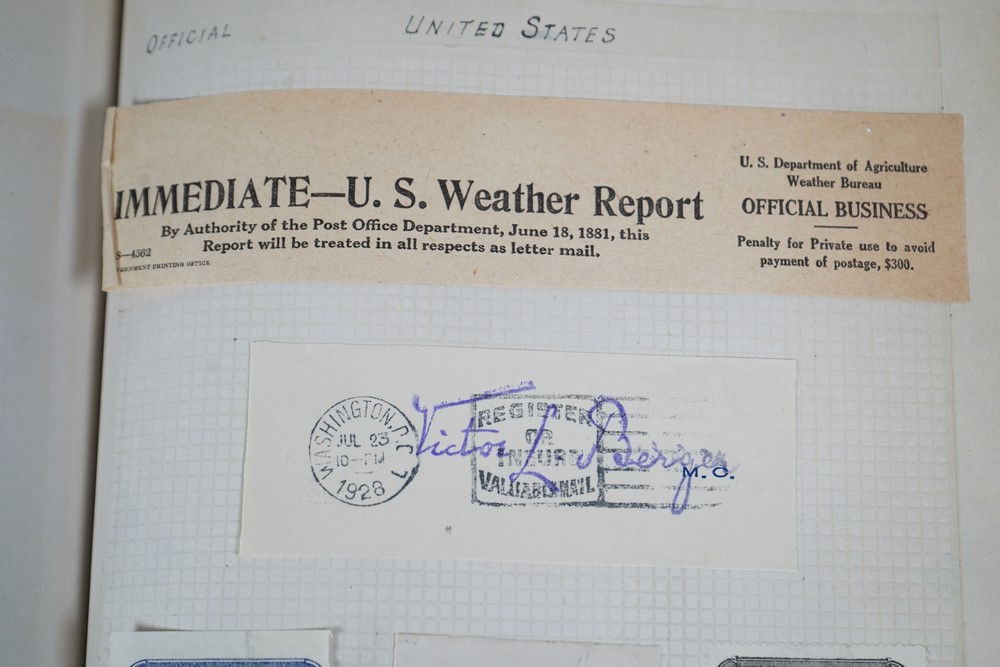 OFFICIAL
UNITED STATES
IMMEDIATE—U. S. Weather Report
By Authority of the Post Office Department, June 18, 1881, this
Report will be treated in all respects as letter mail.
S—4562
ERNMENT PRINTING OFFICE
U. S. Department of Agriculture
Weather Bureau
OFFICIAL BUSINESS
Penalty for Private use to avoid
payment of postage, $300.
WASHINGTON, D.C.
JUL 23
10-PM
1928
REGISTER
OR
INSURE
VALUABLE MAIL
Victor L Berger
M.C.